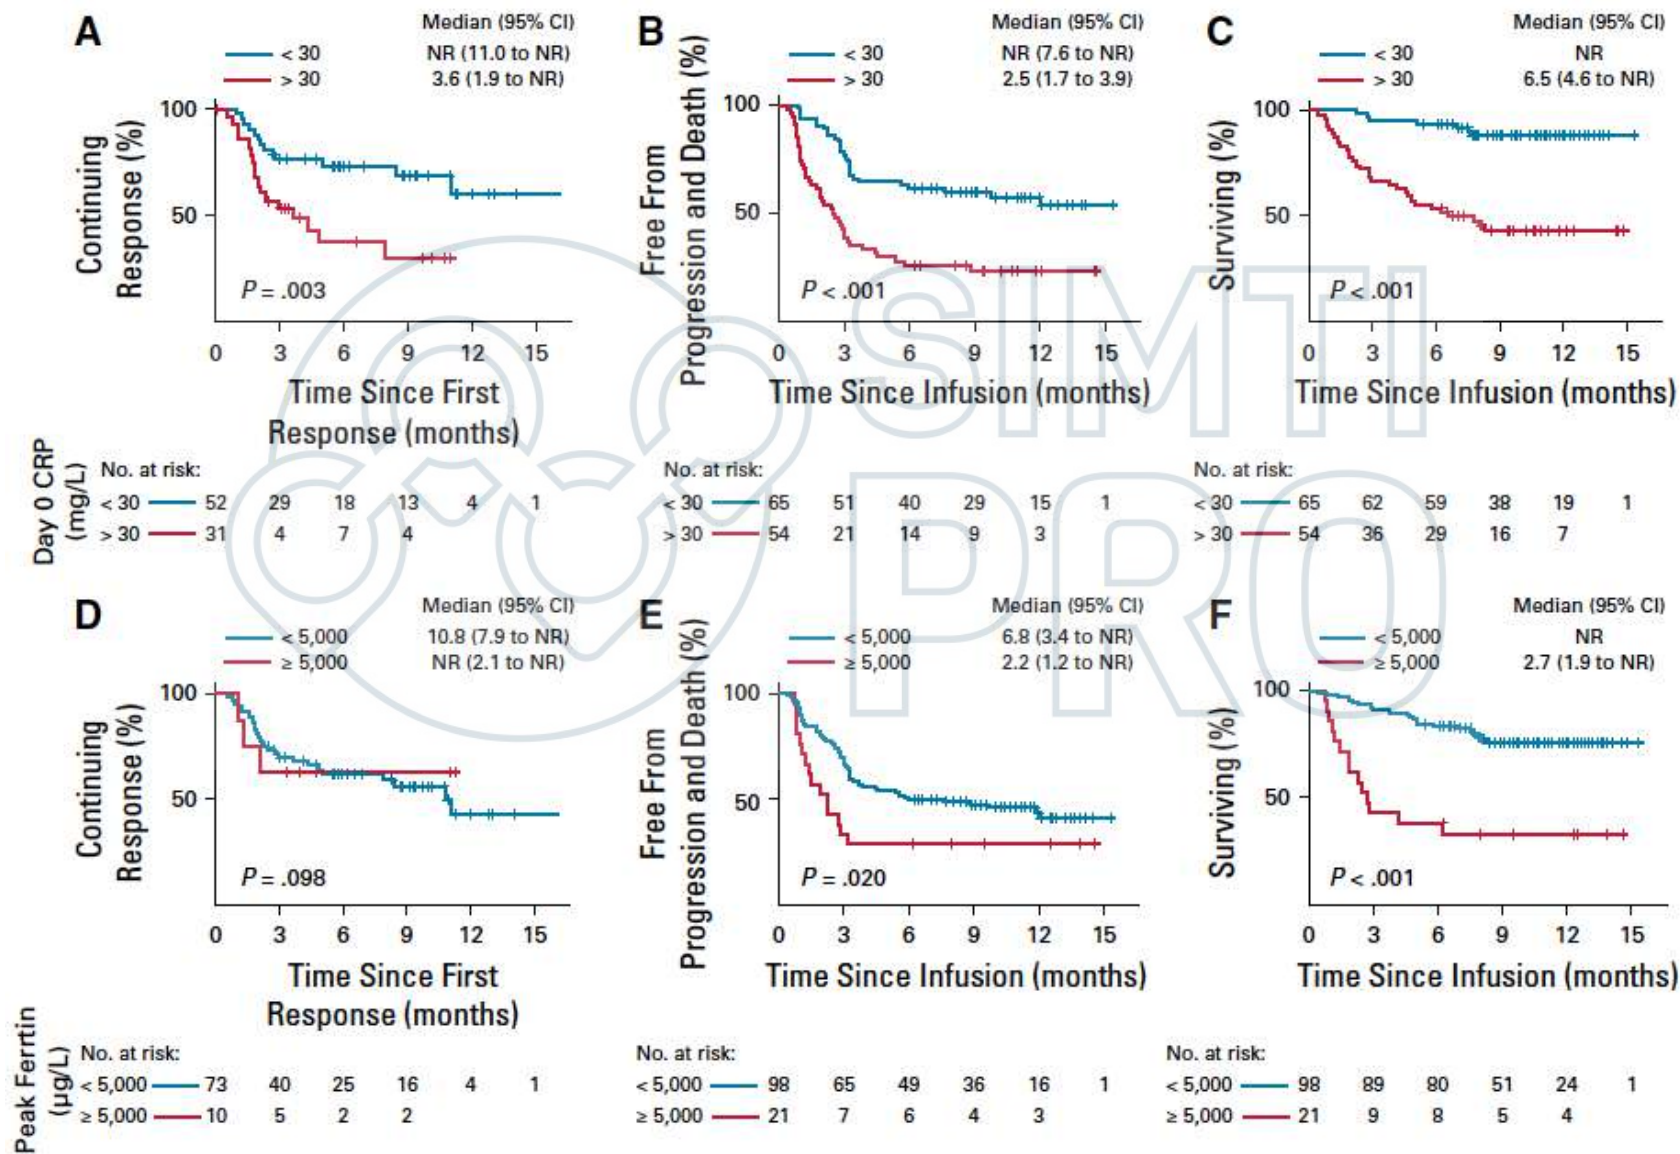 A
Median (95% CI)
< 30 NR (11.0 to NR)
> 30 3.6 (1.9 to NR)
Continuing
Response (%)
100
50
P = .003
0 3 6 9 12 15
Time Since First
Response (months)
B
Median (95% CI)
< 30 NR (7.6 to NR)
> 30 2.5 (1.7 to 3.9)
Free From
Progression and Death (%)
100
50
P < .001
0 3 6 9 12 15
Time Since Infusion (months)
C
Median (95% CI)
< 30 NR
> 30 6.5 (4.6 to NR)
Surviving (%)
100
50
P < .001
0 3 6 9 12 15
Time Since Infusion (months)
Day 0 CRP
(mg/L)
No. at risk:
< 30 52 29 18 13 4 1
> 30 31 4 7 4
No. at risk:
< 30 65 51 40 29 15 1
> 30 54 21 14 9 3
No. at risk:
< 30 65 62 59 38 19 1
> 30 54 36 29 16 7
D
Median (95% CI)
< 5,000 10.8 (7.9 to NR)
≥ 5,000 NR (2.1 to NR)
Continuing
Response (%)
100
50
P = .098
0 3 6 9 12 15
Time Since First
Response (months)
E
Median (95% CI)
< 5,000 6.8 (3.4 to NR)
≥ 5,000 2.2 (1.2 to NR)
Free From
Progression and Death (%)
100
50
P = .020
0 3 6 9 12 15
Time Since Infusion (months)
F
Median (95% CI)
< 5,000 NR
≥ 5,000 2.7 (1.9 to NR)
Surviving (%)
100
50
P < .001
0 3 6 9 12 15
Time Since Infusion (months)
Peak Ferritin
(µg/L)
No. at risk:
< 5,000 73 40 25 16 4 1
≥ 5,000 10 5 2 2
No. at risk:
< 5,000 98 65 49 36 16 1
≥ 5,000 21 7 6 4 3
No. at risk:
< 5,000 98 89 80 51 24 1
≥ 5,000 21 9 8 5 4
SIMTI
PRO